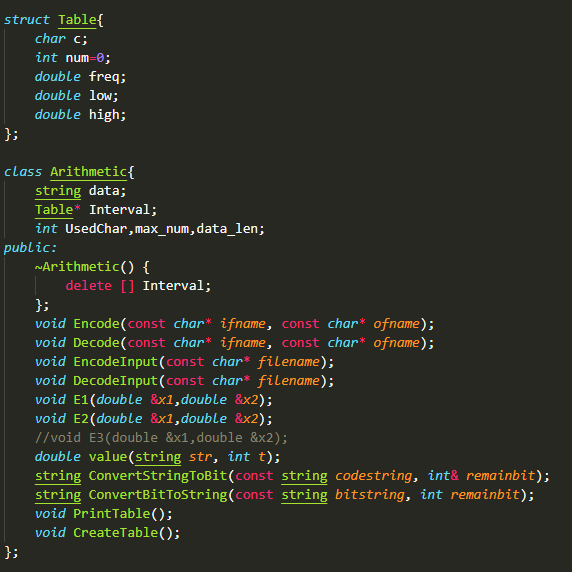 struct Table{
    char c;
    int num=0;
    double freq;
    double low;
    double high;
};
class Arithmetic{
    string data;
    Table* Interval;
    int UsedChar,max_num,data_len;
public:
    ~Arithmetic() {
        delete [] Interval;
    };
    void Encode(const char* ifname, const char* ofname);
    void Decode(const char* ifname, const char* ofname);
    void EncodeInput(const char* filename);
    void DecodeInput(const char* filename);
    void E1(double &x1,double &x2);
    void E2(double &x1,double &x2);
    //void E3(double &x1,double &x2);
    double value(string str, int t);
    string ConvertStringToBit(const string codestring, int& remainbit);
    string ConvertBitToString(const string bitstring, int remainbit);
    void PrintTable();
    void CreateTable();
};